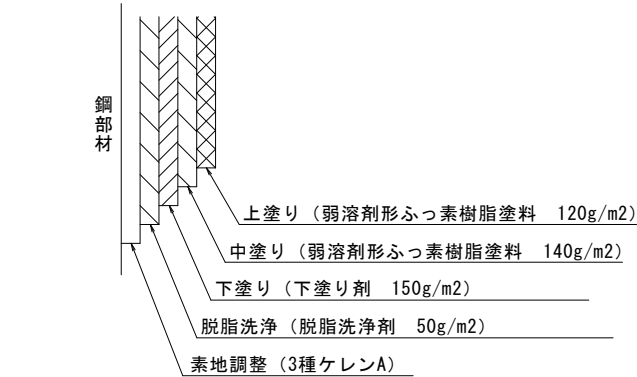 鋼部材
上塗り（弱溶剤形ふっ素樹脂塗料　120g/m2）
中塗り（弱溶剤形ふっ素樹脂塗料　140g/m2）
下塗り（下塗り剤　150g/m2）
脱脂洗浄（脱脂洗浄剤　50g/m2）
素地調整（3種ケレンA）